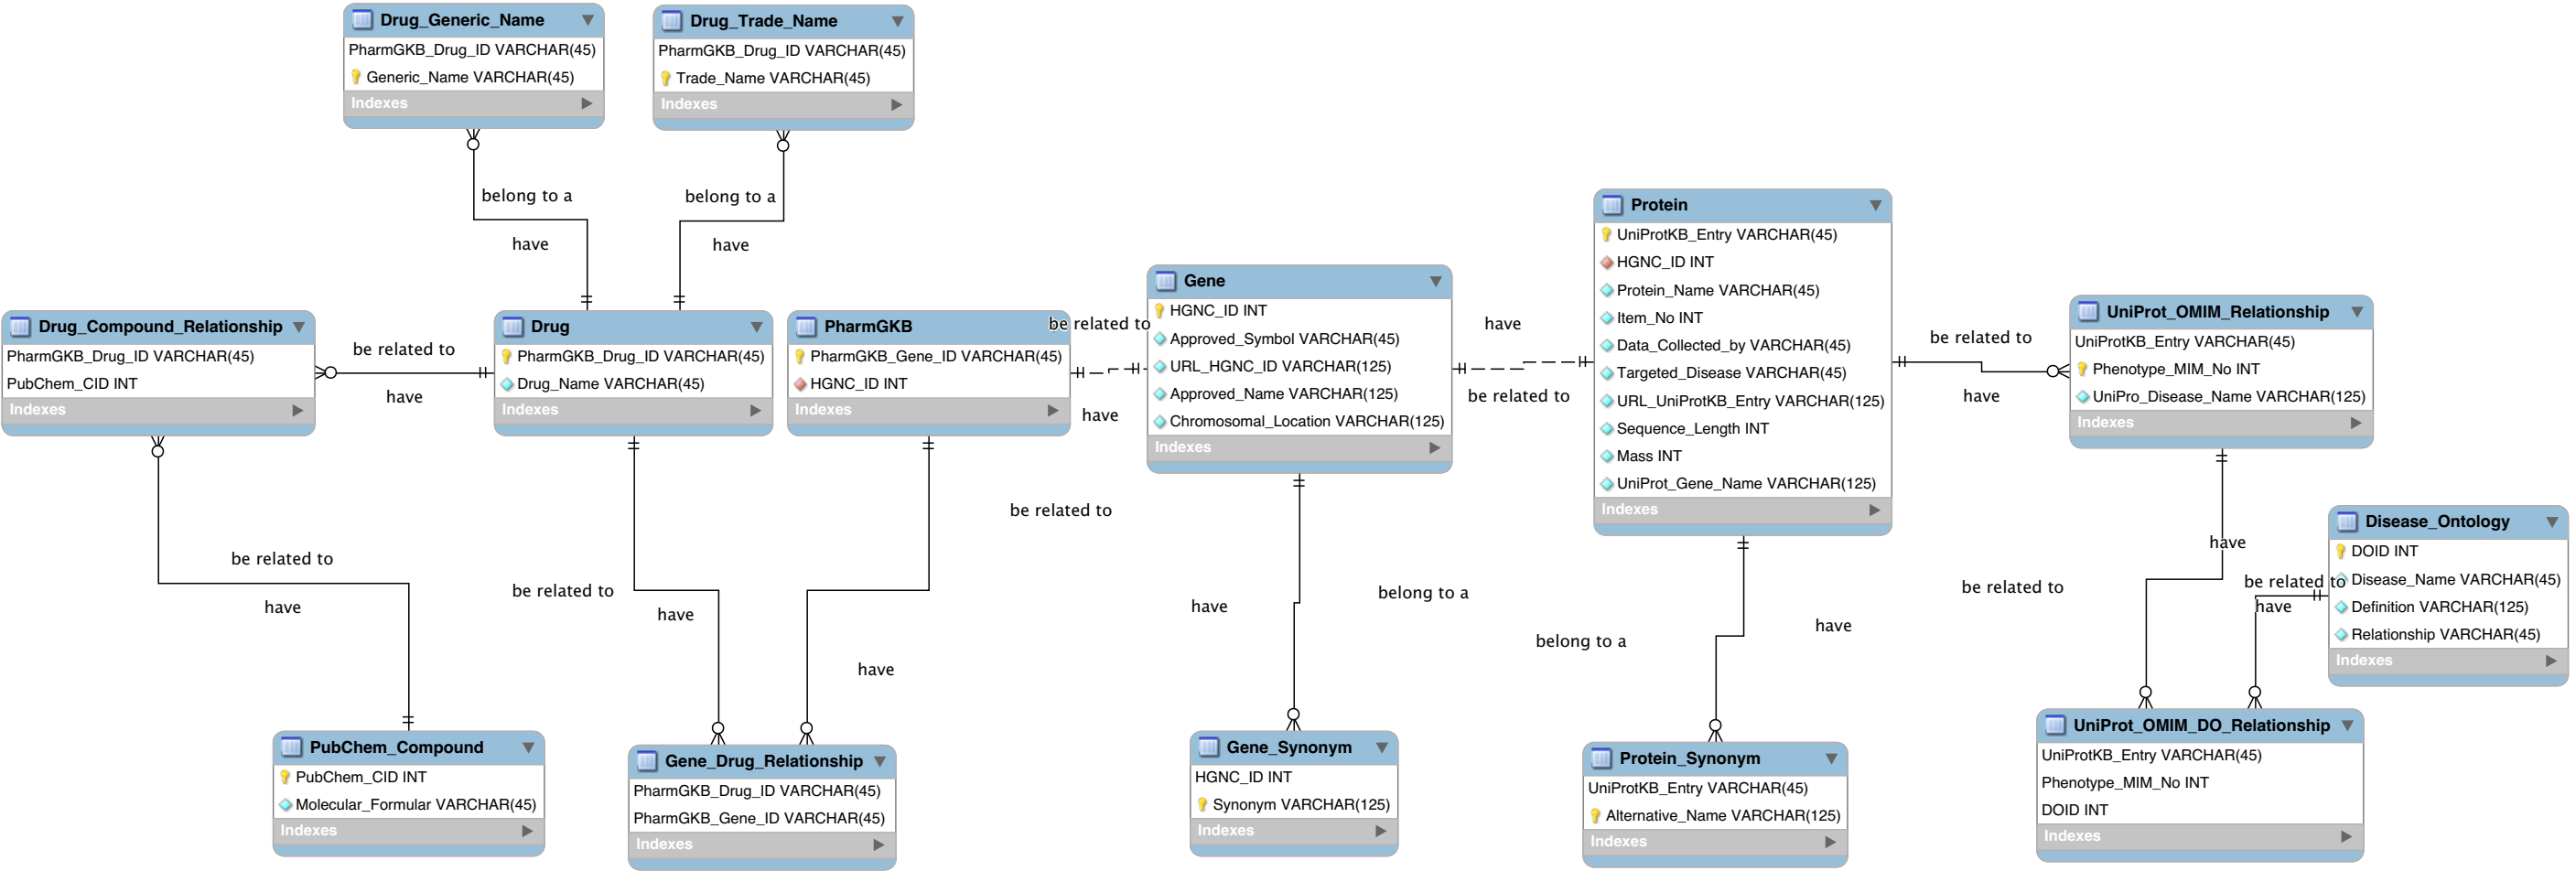 Drug_Generic_Name
PharmGKB_Drug_ID VARCHAR(45)
Generic_Name VARCHAR(45)
Indexes
Drug_Trade_Name
PharmGKB_Drug_ID VARCHAR(45)
Trade_Name VARCHAR(45)
Indexes
belong to a
have
belong to a
have
Drug_Compound_Relationship
PharmGKB_Drug_ID VARCHAR(45)
PubChem_CID INT
Indexes
be related to
have
Drug
PharmGKB_Drug_ID VARCHAR(45)
Drug_Name VARCHAR(45)
Indexes
PharmGKB
PharmGKB_Gene_ID VARCHAR(45)
HGNC_ID INT
Indexes
be related to
have
Gene
HGNC_ID INT
Approved_Symbol VARCHAR(45)
URL_HGNC_ID VARCHAR(125)
Approved_Name VARCHAR(125)
Chromosomal_Location VARCHAR(125)
Indexes
have
be related to
Protein
UniProtKB_Entry VARCHAR(45)
HGNC_ID INT
Protein_Name VARCHAR(45)
Item_No INT
Data_Collected_by VARCHAR(45)
Targeted_Disease VARCHAR(45)
URL_UniProtKB_Entry VARCHAR(125)
Sequence_Length INT
Mass INT
UniProt_Gene_Name VARCHAR(125)
Indexes
be related to
have
UniProt_OMIM_Relationship
UniProtKB_Entry VARCHAR(45)
Phenotype_MIM_No INT
UniPro_Disease_Name VARCHAR(125)
Indexes
Disease_Ontology
DOID INT
Disease_Name VARCHAR(45)
Definition VARCHAR(125)
Relationship VARCHAR(45)
Indexes
be related to
have
be related to
have
be related to
have
be related to
have
have
belong to a
belong to a
have
be related to
have
PubChem_Compound
PubChem_CID INT
Molecular_Formular VARCHAR(45)
Indexes
Gene_Drug_Relationship
PharmGKB_Drug_ID VARCHAR(45)
PharmGKB_Gene_ID VARCHAR(45)
Indexes
Gene_Synonym
HGNC_ID INT
Synonym VARCHAR(125)
Indexes
Protein_Synonym
UniProtKB_Entry VARCHAR(45)
Alternative_Name VARCHAR(125)
Indexes
UniProt_OMIM_DO_Relationship
UniProtKB_Entry VARCHAR(45)
Phenotype_MIM_No INT
DOID INT
Indexes